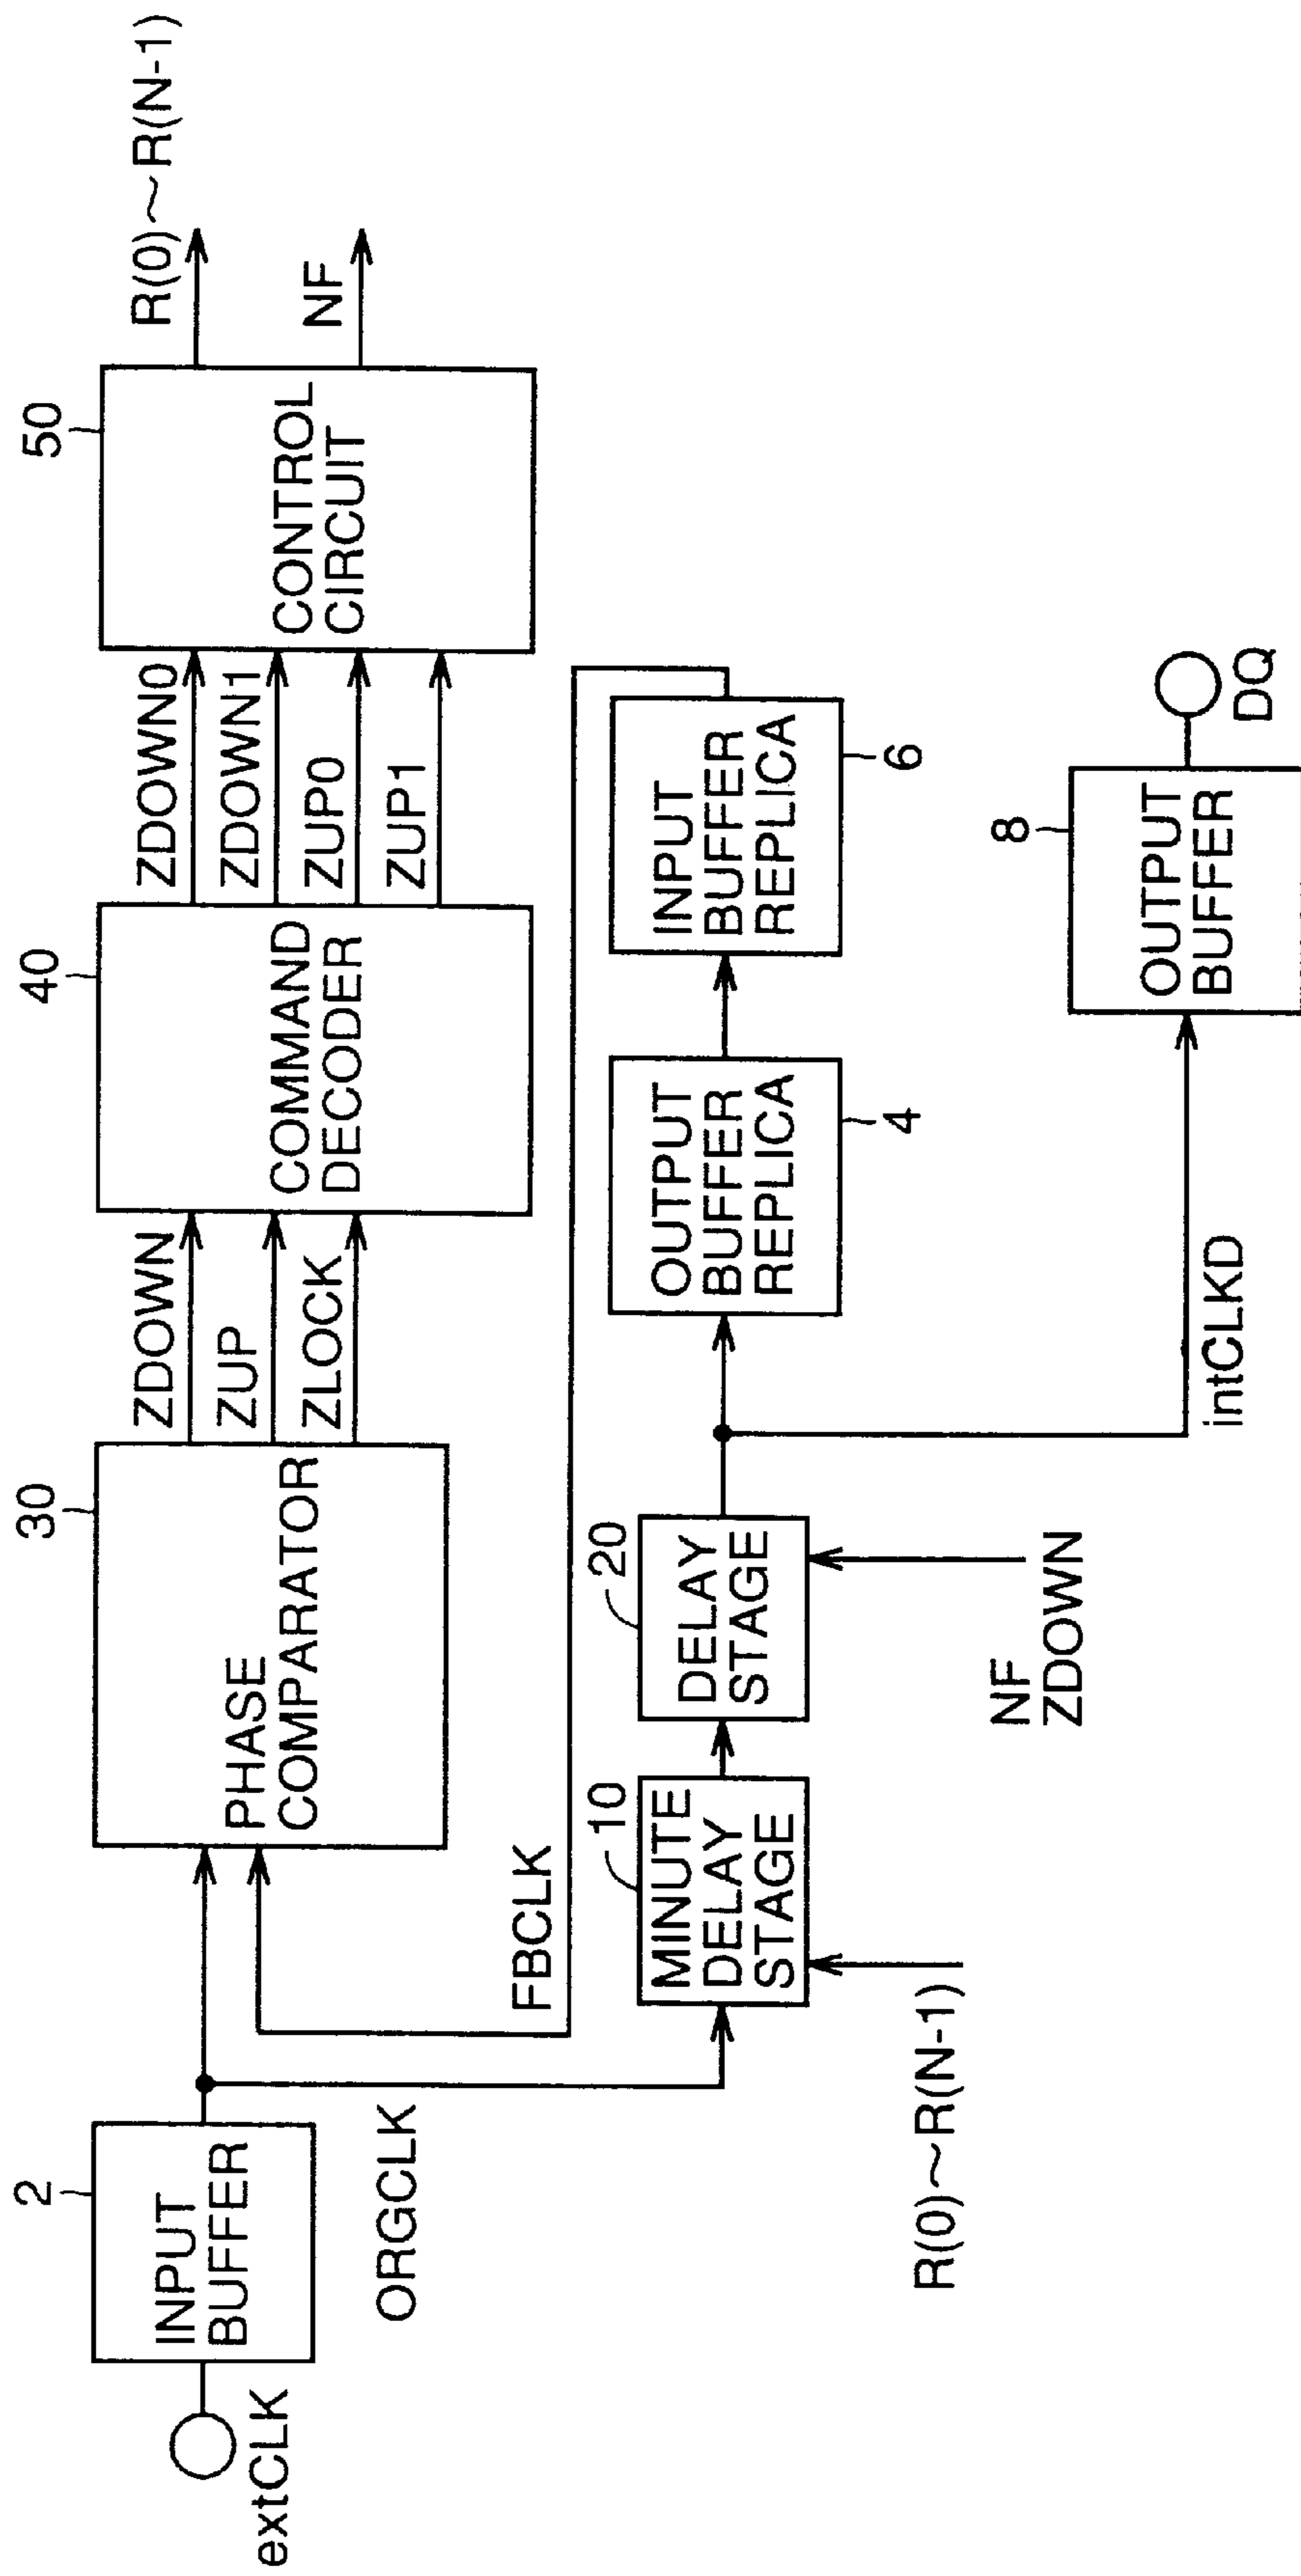 extCLK
2
INPUT
BUFFER
ORGCLK
30
PHASE
COMPARATOR
FBCLK
ZDOWN
ZUP
ZLOCK
40
COMMAND
DECODER
ZDOWN0
ZDOWN1
ZUP0
ZUP1
50
CONTROL
CIRCUIT
R(0)~R(N-1)
NF
10
MINUTE
DELAY
STAGE
R(0)~R(N-1)
20
DELAY
STAGE
NF
ZDOWN
OUTPUT
BUFFER
REPLICA
4
INPUT
BUFFER
REPLICA
6
intCLKD
8
OUTPUT
BUFFER
DQ